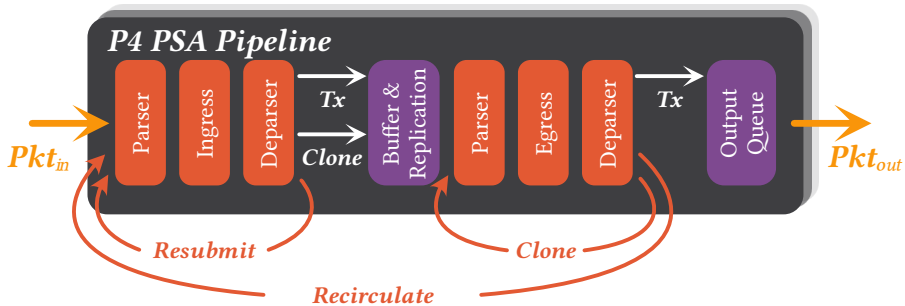 P4 PSA Pipeline
Pkt_in
Parser
Ingress
Deparser
Tx
Clone
Buffer &
Replication
Parser
Egress
Deparser
Tx
Output
Queue
Pkt_out
Resubmit
Clone
Recirculate